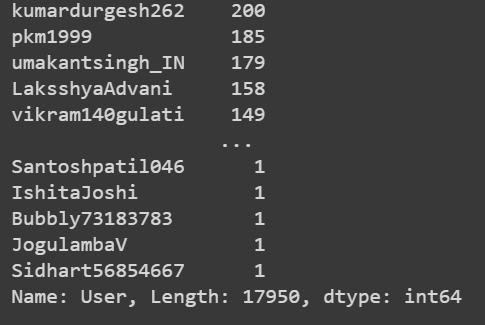 kumardurgesh262 200
pkm1999 185
umakantsingh_IN 179
LaksshyaAdvani 158
vikram140gulati 149
...
Santoshpatil046 1
IshitaJoshi 1
Bubbly73183783 1
JogulambaV 1
Sidhart56854667 1
Name: User, Length: 17950, dtype: int64